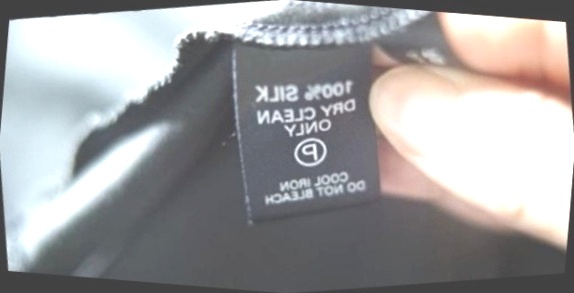 100% SILK
DRY CLEAN
ONLY
P
COOL IRON
DO NOT BLEACH